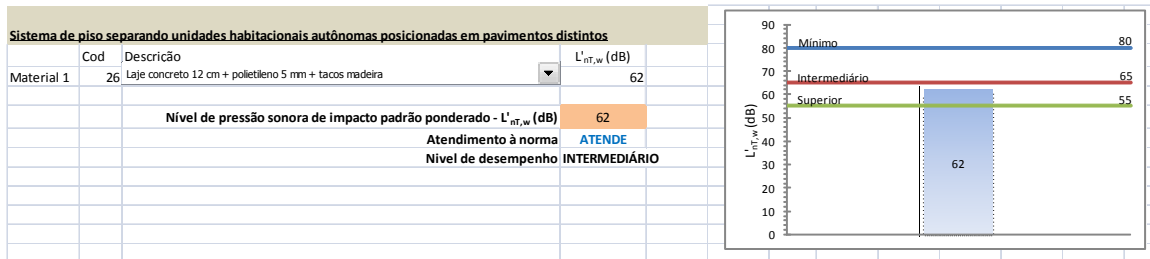 Sistema de piso separando unidades habitacionais autônomas posicionadas em pavimentos distintos
Cod Descrição L'nT,w (dB)
Material 1 26 Laje concreto 12 cm + polietileno 5 mm + tacos madeira 62
Nível de pressão sonora de impacto padrão ponderado - L'nT,w (dB) 62
Atendimento à norma ATENDE
Nivel de desempenho INTERMEDIÁRIO
L'nT,w (dB)
90
80
70
60
50
40
30
20
10
0
Mínimo 80
Intermediário 65
Superior 55
62